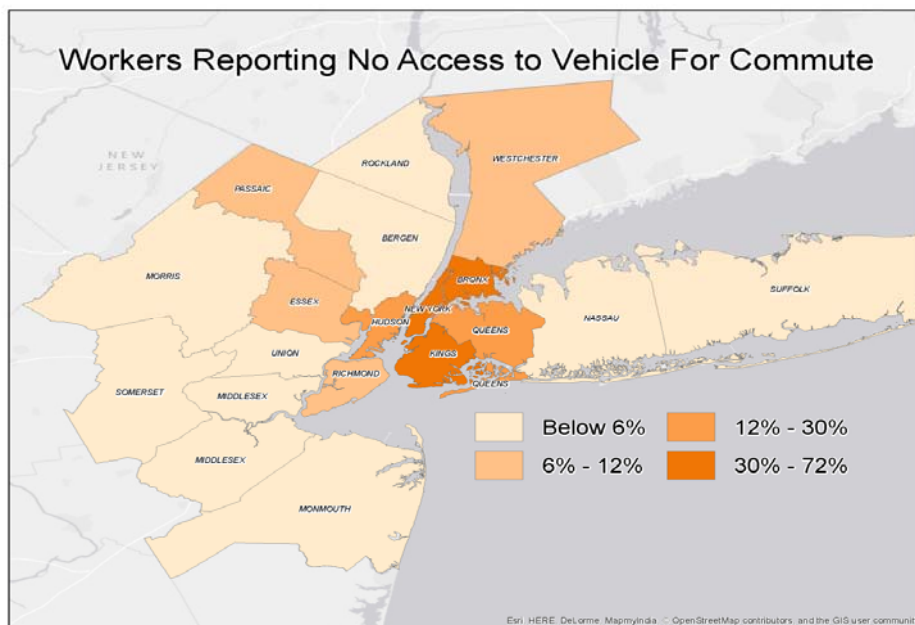 Workers Reporting No Access to Vehicle For Commute
NEW
JERSEY
ROCKLAND
WESTCHESTER
PASSAIC
BERGEN
MORRIS
BRONX
SUFFOLK
ESSEX
NEW YORK
NASSAU
HUDSON
QUEENS
UNION
KINGS
RICHMOND
QUEENS
SOMERSET
MIDDLESEX
Below 6%
12% - 30%
MIDDLESEX
6% - 12%
30% - 72%
MONMOUTH
Esri, HERE, DeLorme, MapmyIndia, © OpenStreetMap contributors, and the GIS user communit